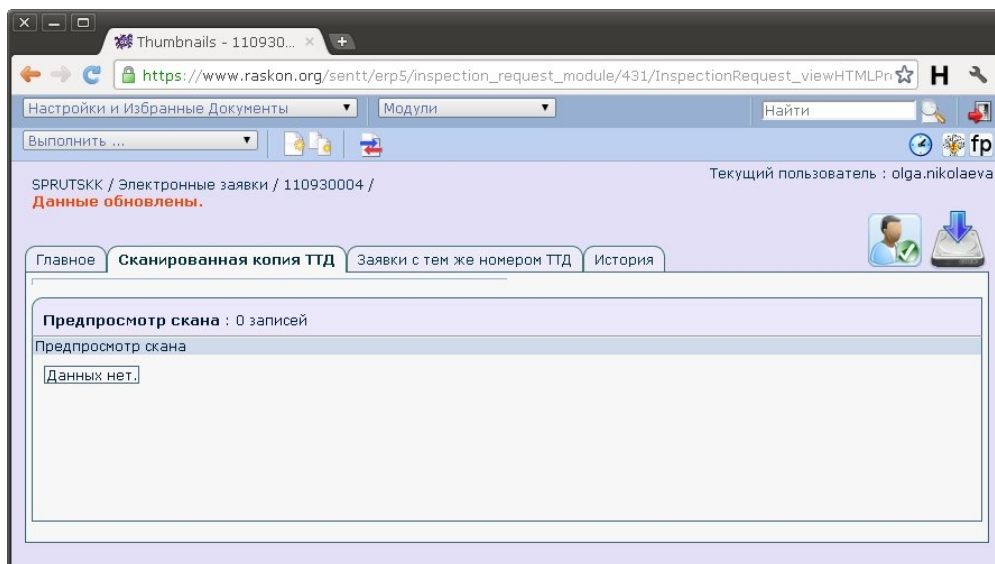 Thumbnails - 110930...
https://www.raskon.org/sentt/erp5/inspection_request_module/431/InspectionRequest_viewHTMLPr
H
Настройки и Избранные Документы
Модули
Найти
Выполнить ...
fp
Текущий пользователь : olga.nikolaeva
SPRUTSKK / Электронные заявки / 110930004 /
Данные обновлены.
Главное
Сканированная копия ТТД
Заявки с тем же номером ТТД
История
Предпросмотр скана : 0 записей
Предпросмотр скана
Данных нет.